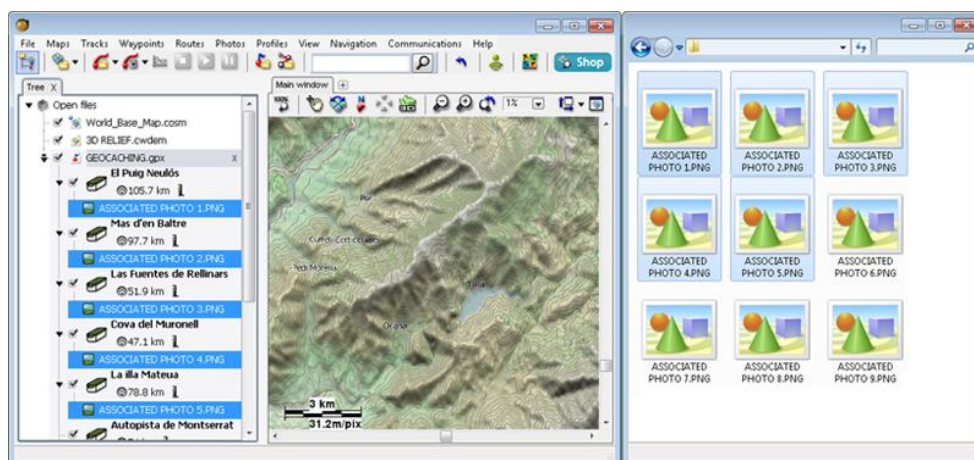 File Maps Tracks Waypoints Routes Photos Profiles View Navigation Communications Help
Shop
Tree X
Main window
100%
1%
Open files
World_Base_Map.cosm
3D RELIEF.cwdem
GEOCACHING.gpx x
El Puig Neulós
105.7 km
ASSOCIATED PHOTO 1.PNG
Mas d'en Baltre
97.7 km
ASSOCIATED PHOTO 2.PNG
Las Fuentes de Rellinars
51.9 km
ASSOCIATED PHOTO 3.PNG
Cova del Muronell
47.1 km
ASSOCIATED PHOTO 4.PNG
La illa Mateua
78.8 km
ASSOCIATED PHOTO 5.PNG
Autopista de Montserrat
3 km
31.2m/pix
ASSOCIATED PHOTO 1.PNG
ASSOCIATED PHOTO 2.PNG
ASSOCIATED PHOTO 3.PNG
ASSOCIATED PHOTO 4.PNG
ASSOCIATED PHOTO 5.PNG
ASSOCIATED PHOTO 6.PNG
ASSOCIATED PHOTO 7.PNG
ASSOCIATED PHOTO 8.PNG
ASSOCIATED PHOTO 9.PNG